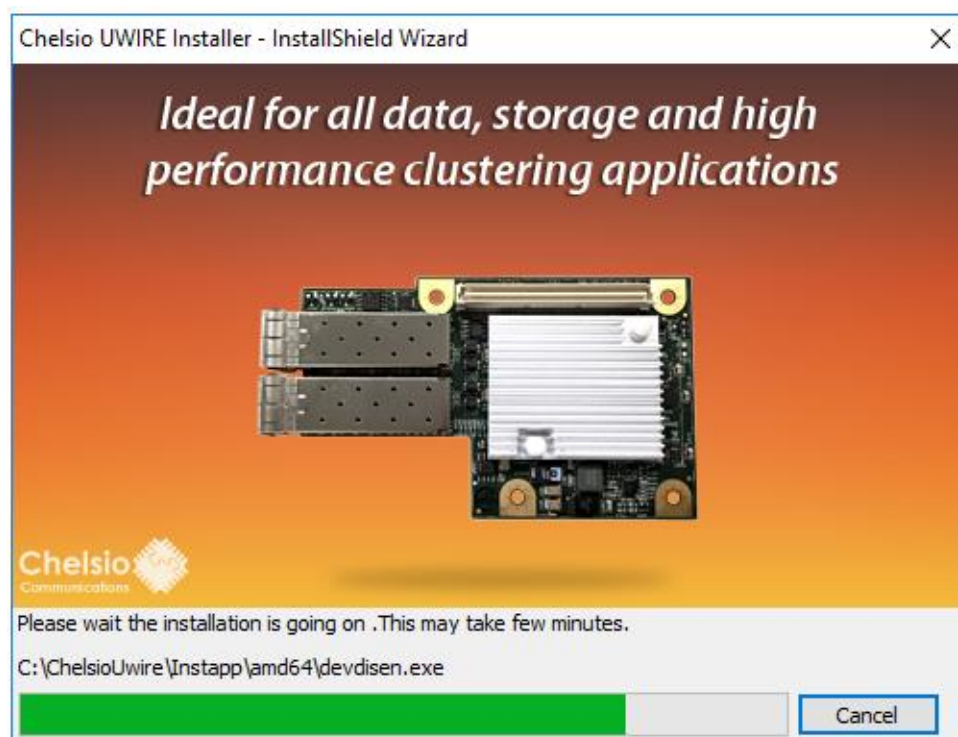 Chelsio UWIRE Installer - InstallShield Wizard
Ideal for all data, storage and high
performance clustering applications
Chelsio
Communications
Please wait the installation is going on .This may take few minutes.
C:\ChelsioUwire\Instapp\amd64\devdisen.exe
Cancel